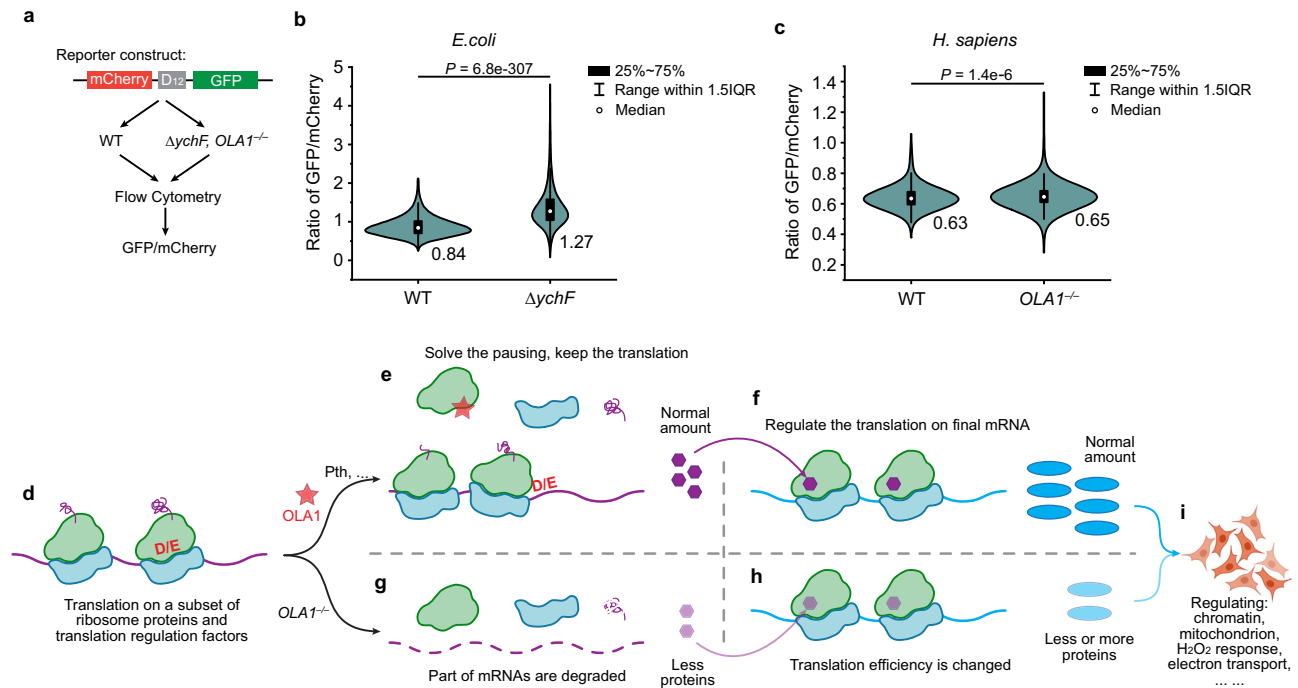 a
Reporter construct:
mCherry D12 GFP
WT
ΔychF, OLA1–/–
Flow Cytometry
GFP/mCherry
b
E.coli
P = 6.8e-307
25%~75%
Range within 1.5IQR
Median
Ratio of GFP/mCherry
5
4
3
2
1
0
0.84
1.27
WT
ΔychF
c
H. sapiens
P = 1.4e-6
25%~75%
Range within 1.5IQR
Median
Ratio of GFP/mCherry
1.4
1.2
1.0
0.8
0.6
0.4
0.2
0.63
0.65
WT
OLA1–/–
d
D/E
Translation on a subset of
ribosome proteins and
translation regulation factors
OLA1
Pth, ...
OLA1–/–
Solve the pausing, keep the translation
e
D/E
Normal
amount
f
Regulate the translation on final mRNA
Normal
amount
g
Part of mRNAs are degraded
Less
proteins
h
Translation efficiency is changed
Less or more
proteins
i
Regulating:
chromatin,
mitochondrion,
H2O2 response,
electron transport,
... ...